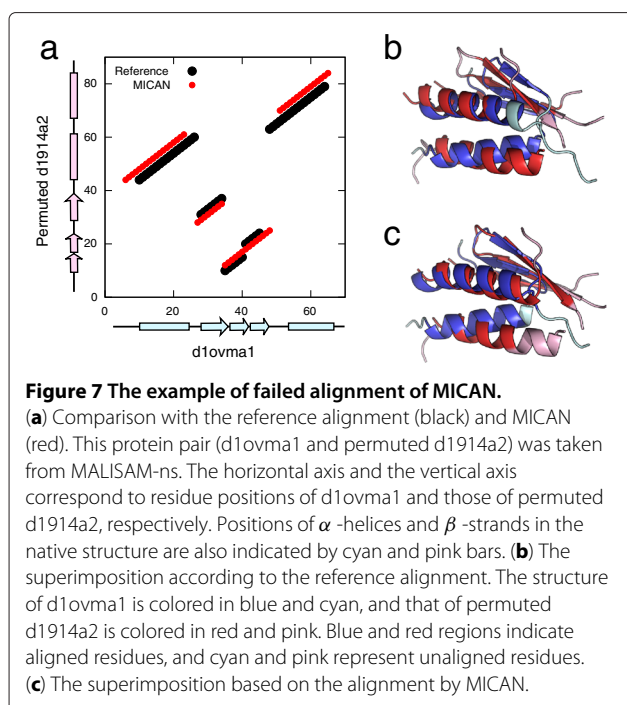 a
b
Reference
MICAN
Permuted d1914a2
80
60
40
20
0
0 20 40 60
d1ovma1
c
Figure 7 The example of failed alignment of MICAN.
(a) Comparison with the reference alignment (black) and MICAN
(red). This protein pair (d1ovma1 and permuted d1914a2) was taken
from MALISAM-ns. The horizontal axis and the vertical axis
correspond to residue positions of d1ovma1 and those of permuted
d1914a2, respectively. Positions of α -helices and β -strands in the
native structure are also indicated by cyan and pink bars. (b) The
superimposition according to the reference alignment. The structure
of d1ovma1 is colored in blue and cyan, and that of permuted
d1914a2 is colored in red and pink. Blue and red regions indicate
aligned residues, and cyan and pink represent unaligned residues.
(c) The superimposition based on the alignment by MICAN.